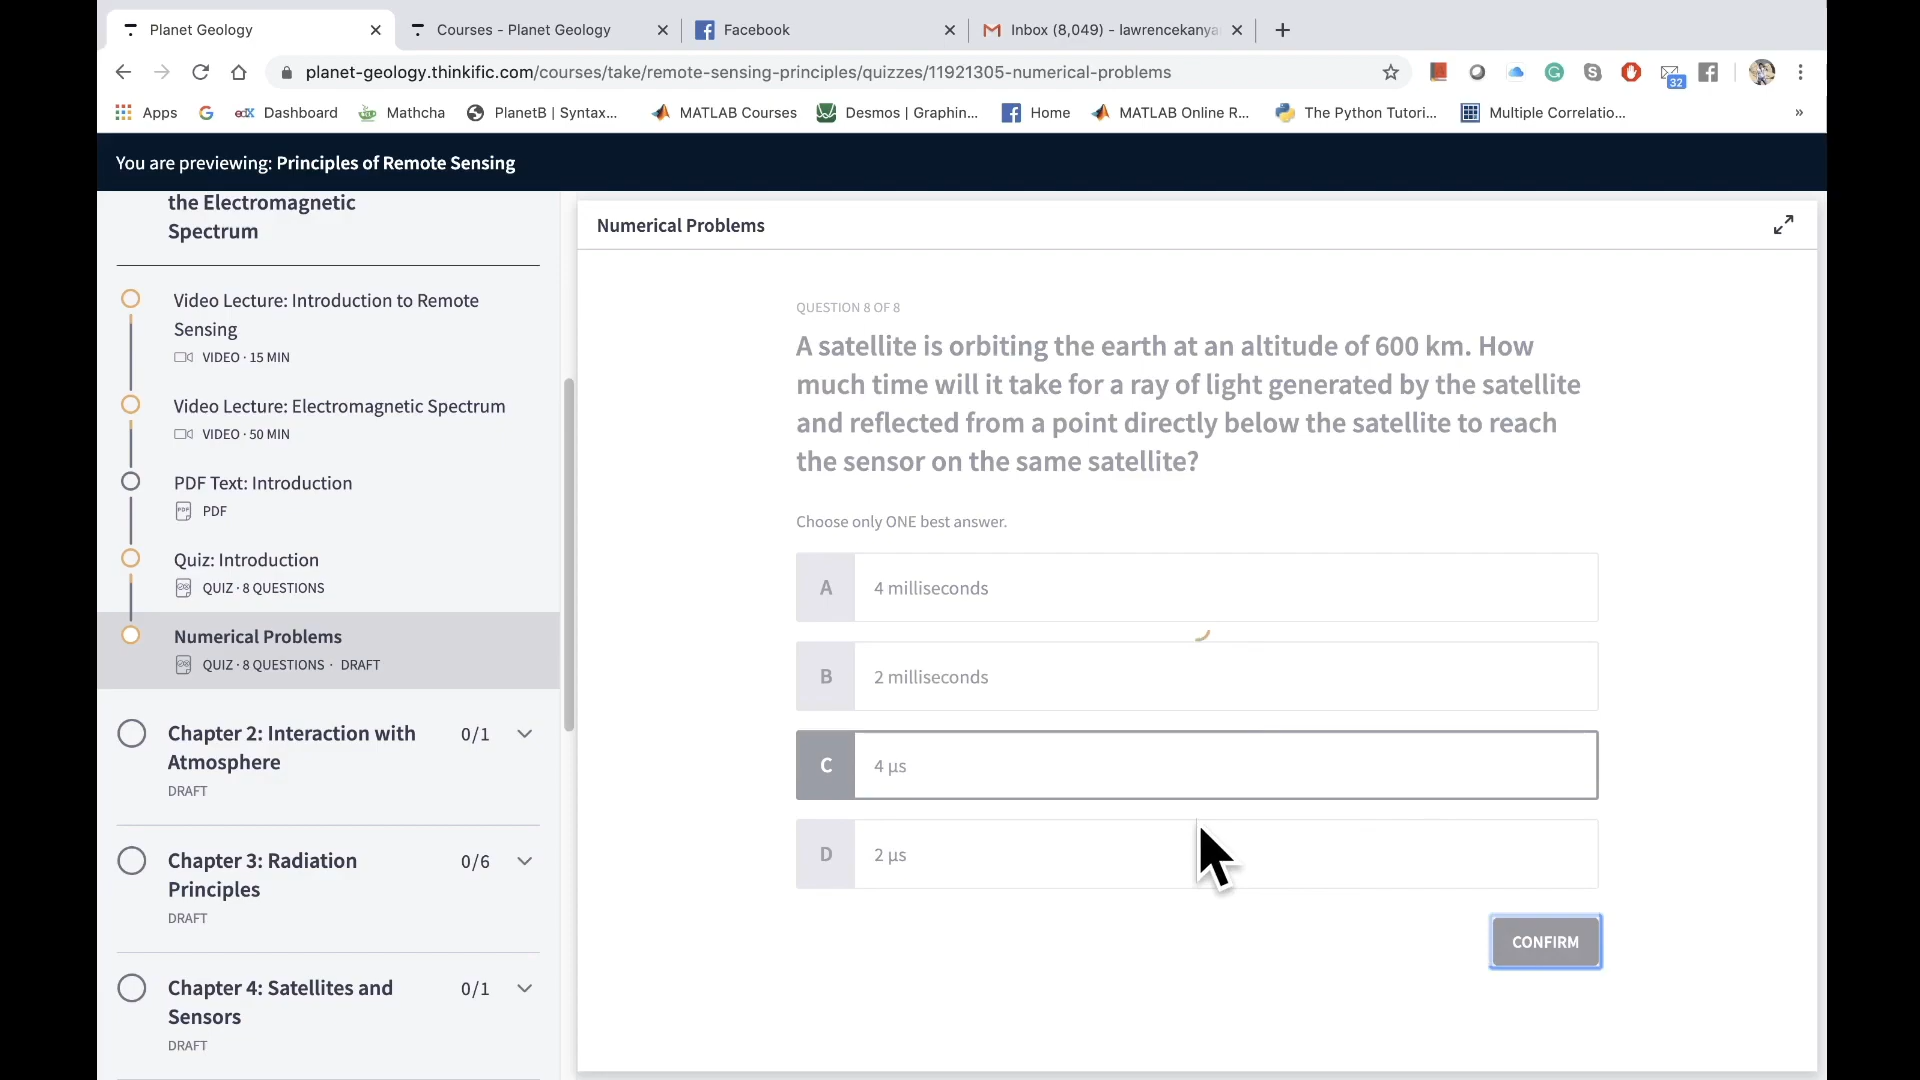 Planet Geology
Courses - Planet Geology
Facebook
Inbox (8,049) - lawrencekanya
planet-geology.thinkific.com/courses/take/remote-sensing-principles/quizzes/11921305-numerical-problems
32
Apps
Dashboard
Mathcha
PlanetB | Syntax...
MATLAB Courses
Desmos | Graphin...
Home
MATLAB Online R...
The Python Tutori...
Multiple Correlatio...
»
You are previewing: Principles of Remote Sensing
the Electromagnetic
Spectrum
Video Lecture: Introduction to Remote
Sensing
VIDEO · 15 MIN
Video Lecture: Electromagnetic Spectrum
VIDEO · 50 MIN
PDF Text: Introduction
PDF
Quiz: Introduction
QUIZ · 8 QUESTIONS
Numerical Problems
QUIZ · 8 QUESTIONS · DRAFT
Chapter 2: Interaction with
Atmosphere
0/1
DRAFT
Chapter 3: Radiation
Principles
0/6
DRAFT
Chapter 4: Satellites and
Sensors
0/1
DRAFT
Numerical Problems
QUESTION 8 OF 8
A satellite is orbiting the earth at an altitude of 600 km. How
much time will it take for a ray of light generated by the satellite
and reflected from a point directly below the satellite to reach
the sensor on the same satellite?
Choose only ONE best answer.
A 4 milliseconds
B 2 milliseconds
C 4 μs
D 2 μs
CONFIRM